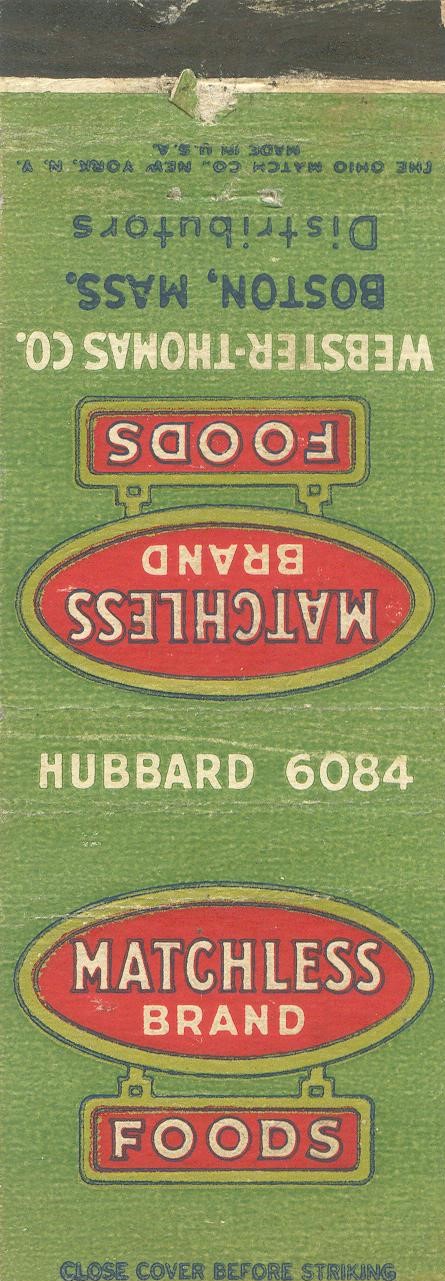 THE OHIO MATCH CO., NEW YORK, N. Y.
MADE IN U.S.A.
Distributors
BOSTON, MASS.
WEBSTER-THOMAS CO.
FOODS
BRAND
MATCHLESS
HUBBARD 6084
MATCHLESS
BRAND
FOODS
CLOSE COVER BEFORE STRIKING